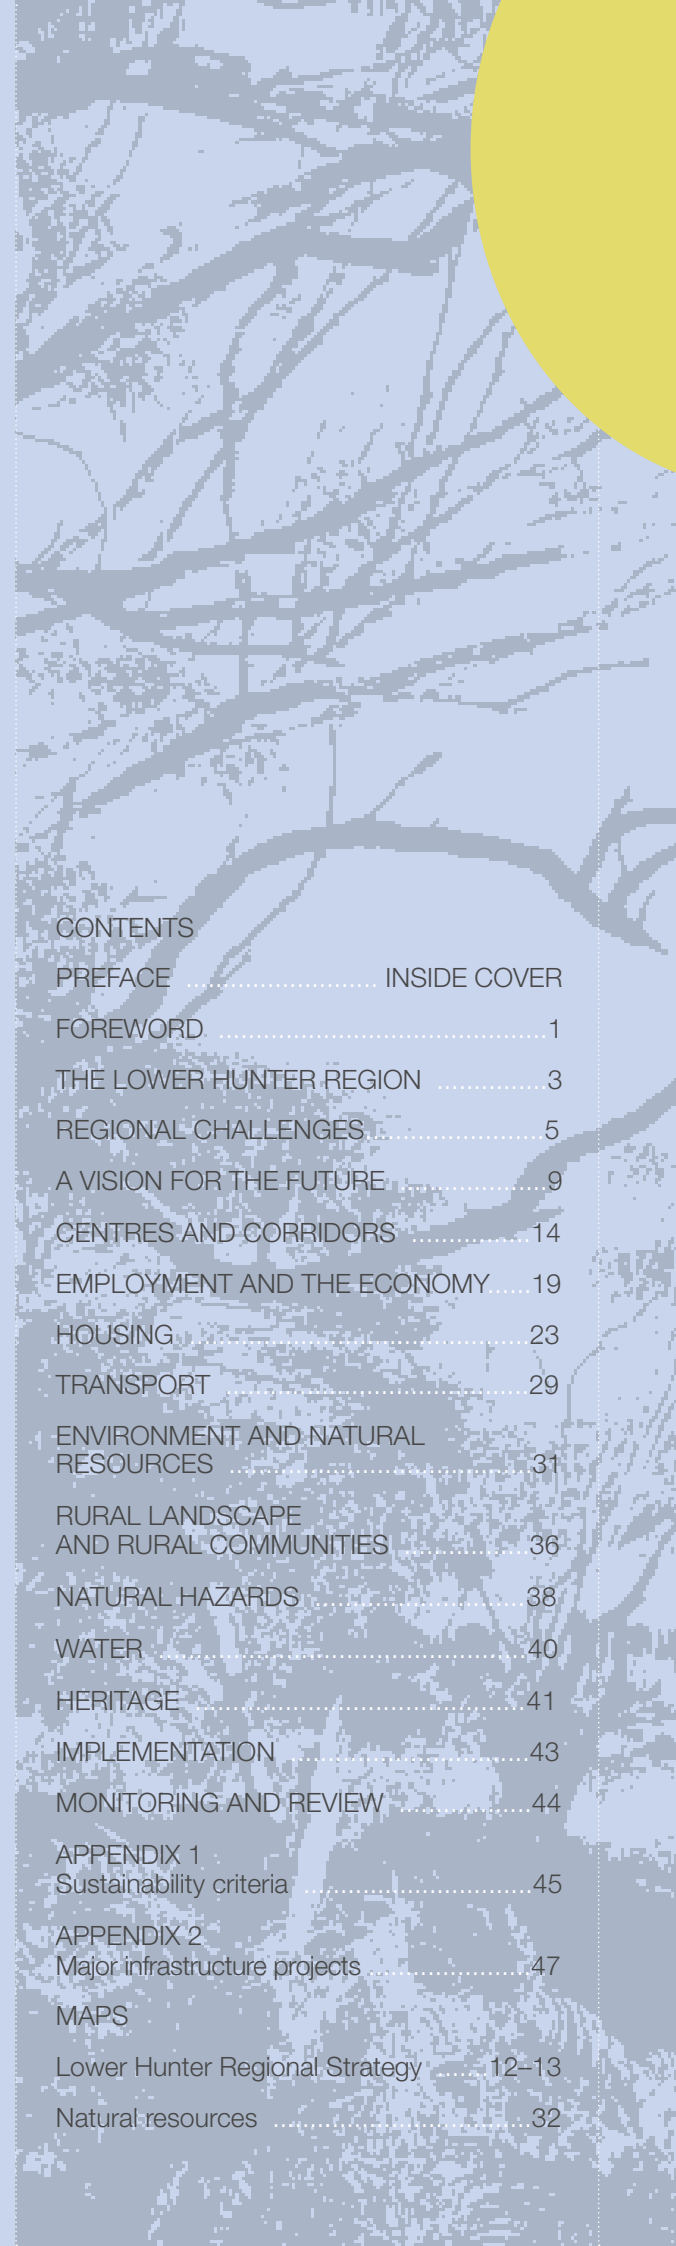 CONTENTS
PREFACE .......................... INSIDE COVER
FOREWORD ............................................1
THE LOWER HUNTER REGION ...............3
REGIONAL CHALLENGES........................5
A VISION FOR THE FUTURE ....................9
CENTRES AND CORRIDORS ................14
EMPLOYMENT AND THE ECONOMY......19
HOUSING ..............................................23
TRANSPORT .........................................29
ENVIRONMENT AND NATURAL
RESOURCES .........................................31
RURAL LANDSCAPE
AND RURAL COMMUNITIES .................36
NATURAL HAZARDS .............................38
WATER ..................................................40
HERITAGE .............................................41
IMPLEMENTATION ................................43
MONITORING AND REVIEW ..................44
APPENDIX 1
Sustainability criteria ...............................45
APPENDIX 2
Major infrastructure projects ......................47
MAPS
Lower Hunter Regional Strategy .......12–13
Natural resources ...................................32